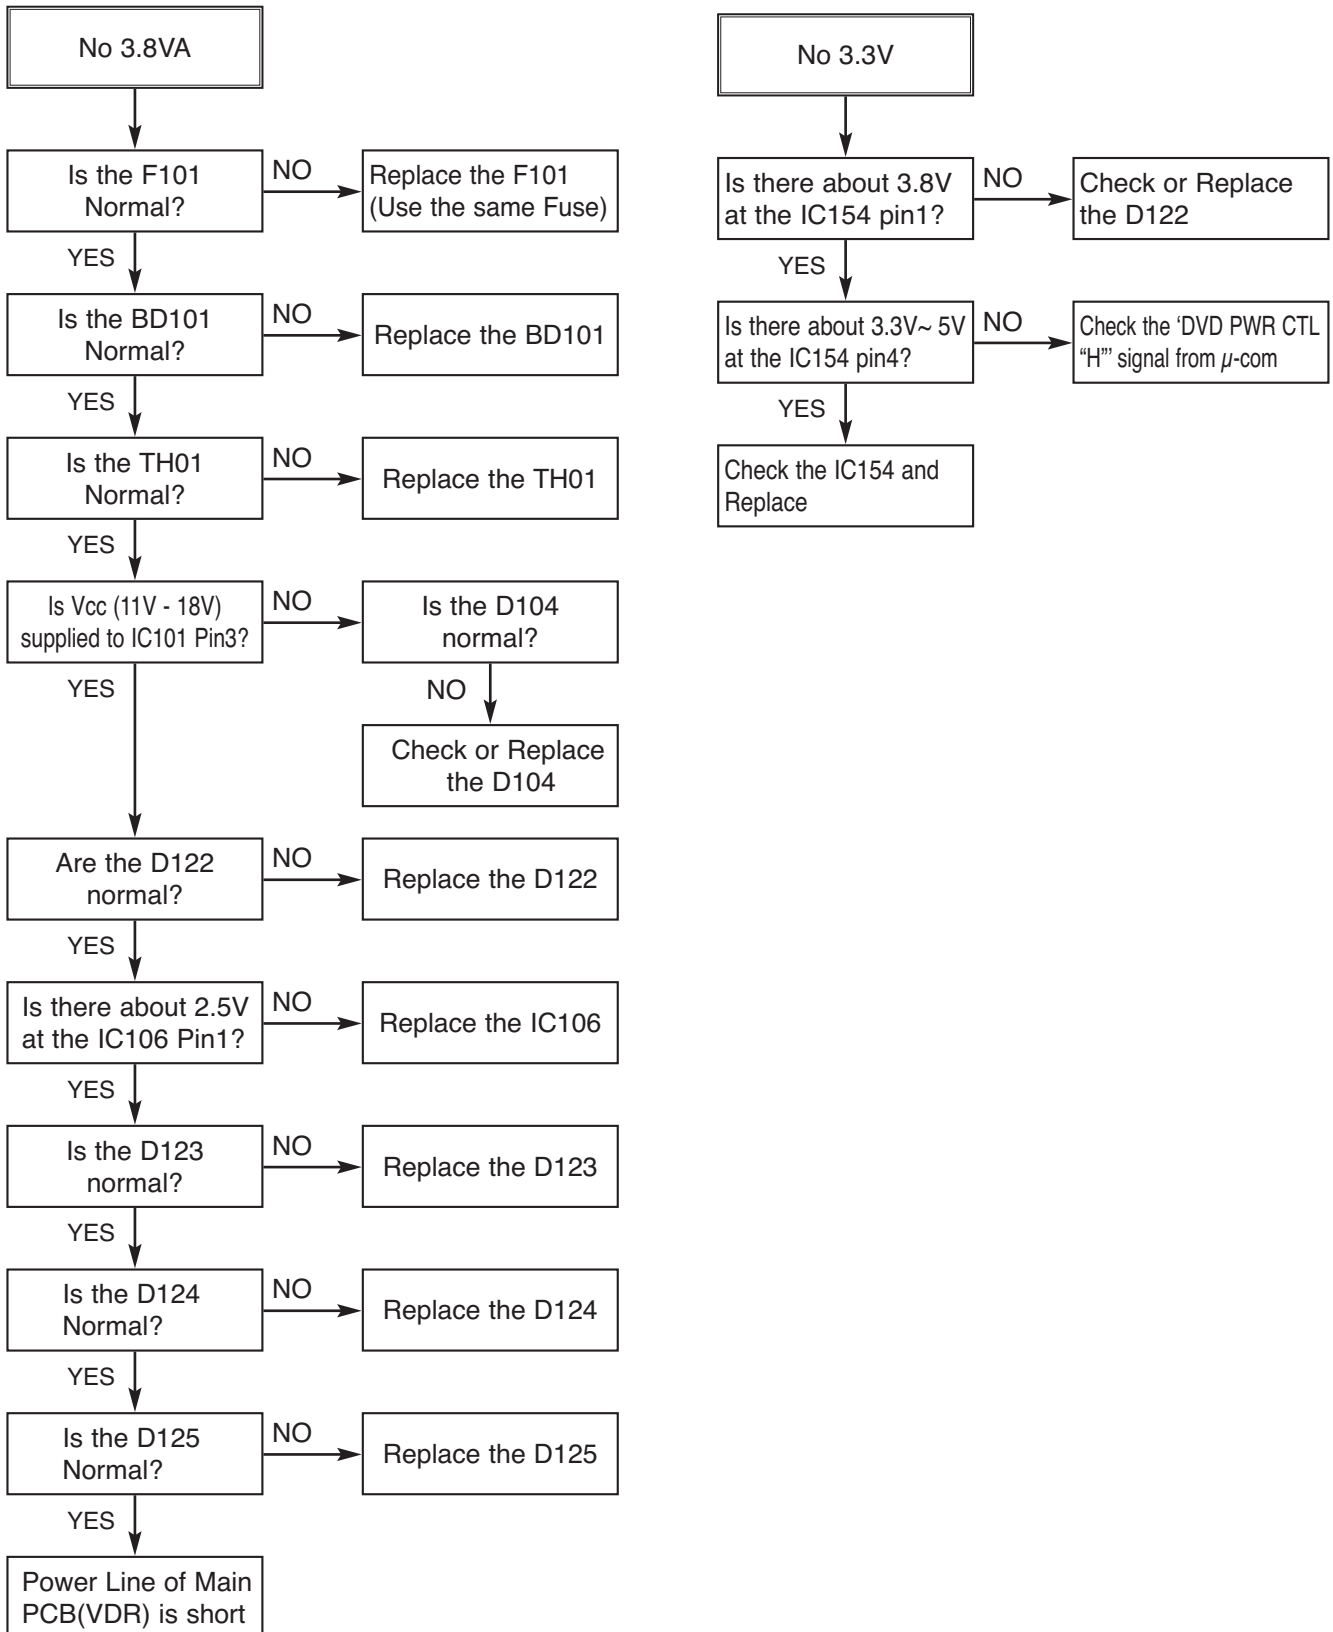 No 3.8VA
Is the F101
Normal?
NO
Replace the F101
(Use the same Fuse)
YES
Is the BD101
Normal?
NO
Replace the BD101
YES
Is the TH01
Normal?
NO
Replace the TH01
YES
Is Vcc (11V - 18V)
supplied to IC101 Pin3?
NO
Is the D104
normal?
NO
Check or Replace
the D104
YES
Are the D122
normal?
NO
Replace the D122
YES
Is there about 2.5V
at the IC106 Pin1?
NO
Replace the IC106
YES
Is the D123
normal?
NO
Replace the D123
YES
Is the D124
Normal?
NO
Replace the D124
YES
Is the D125
Normal?
NO
Replace the D125
YES
Power Line of Main
PCB(VDR) is short
No 3.3V
Is there about 3.8V
at the IC154 pin1?
NO
Check or Replace
the D122
YES
Is there about 3.3V~ 5V
at the IC154 pin4?
NO
Check the ‘DVD PWR CTL
“H”’ signal from µ-com
YES
Check the IC154 and
Replace